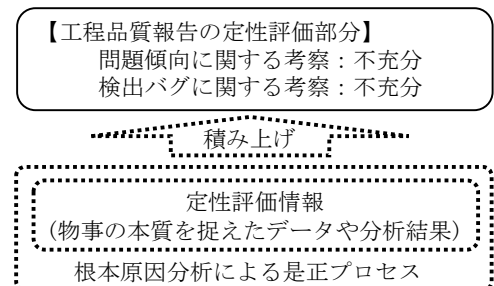 【工程品質報告の定性評価部分】
問題傾向に関する考察：不充分
検出バグに関する考察：不充分
積み上げ
定性評価情報
（物事の本質を捉えたデータや分析結果）
根本原因分析による是正プロセス